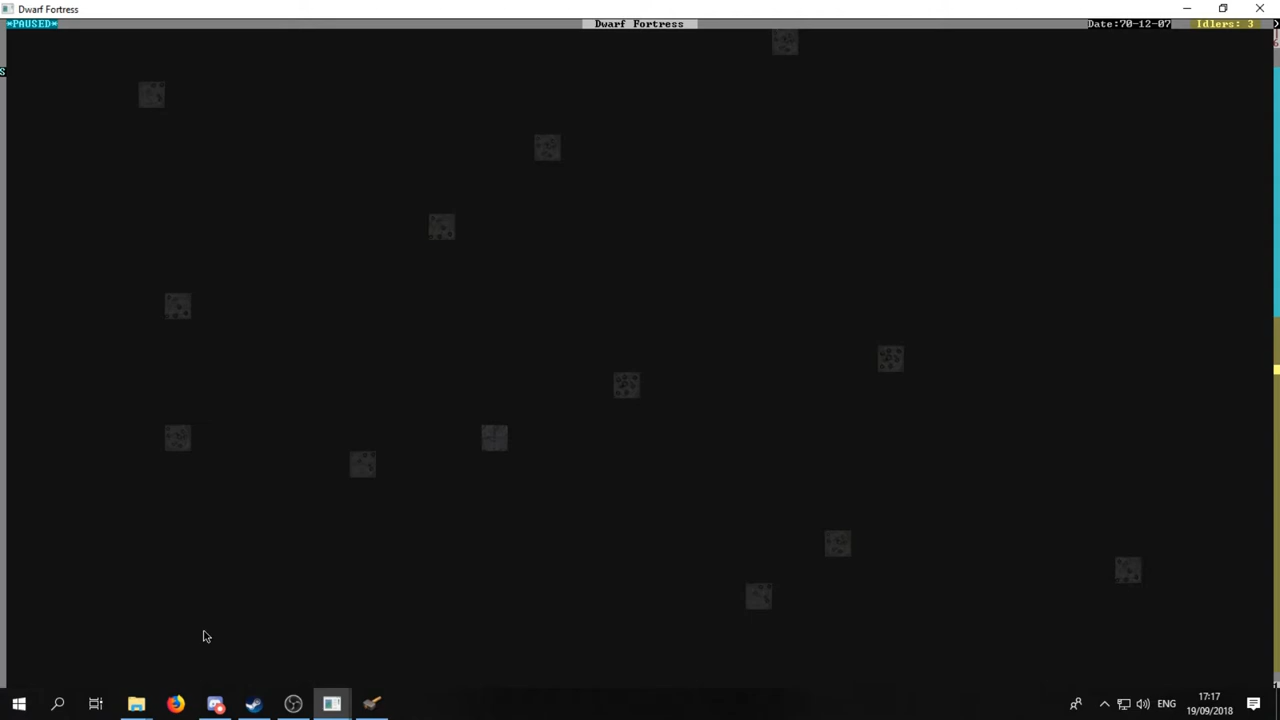 Dwarf Fortress
*PAUSED*
Dwarf Fortress
Date:70-12-07
Idlers: 3
S
ENG
17:17
19/09/2018